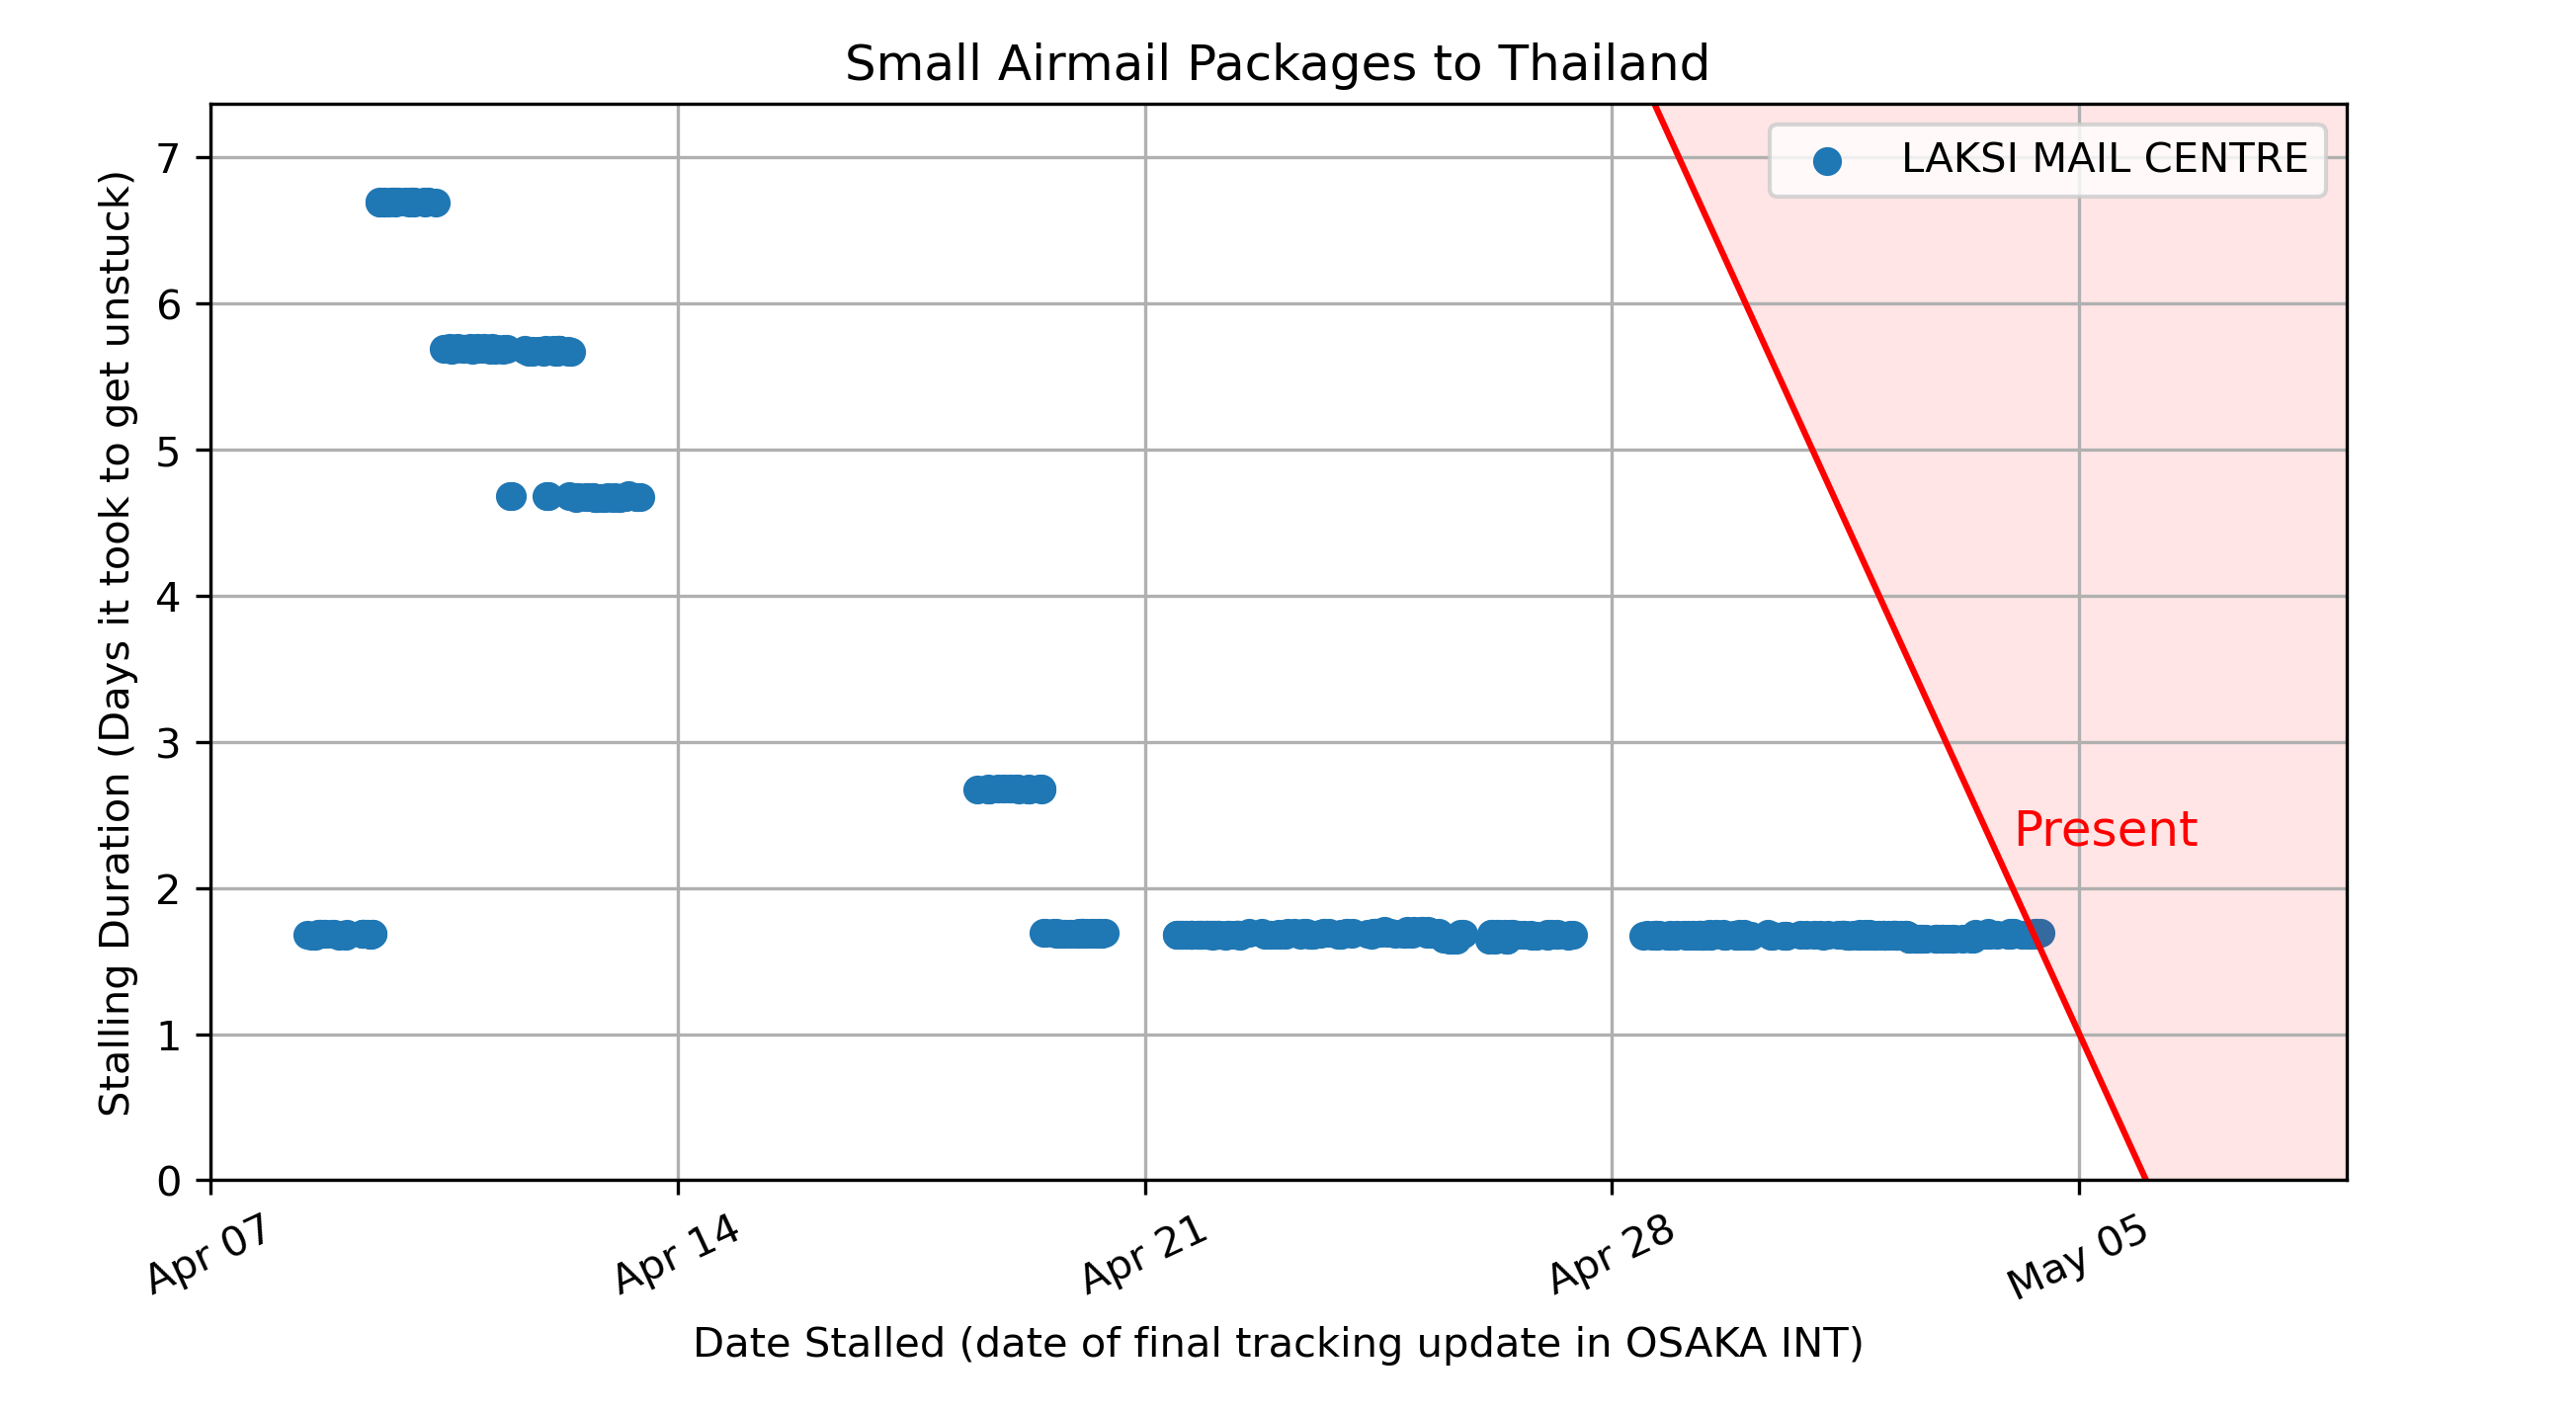 Small Airmail Packages to Thailand
LAKSI MAIL CENTRE
Stalling Duration (Days it took to get unstuck)
7
6
5
4
3
2
1
0
Present
Apr 07
Apr 14
Apr 21
Apr 28
May 05
Date Stalled (date of final tracking update in OSAKA INT)